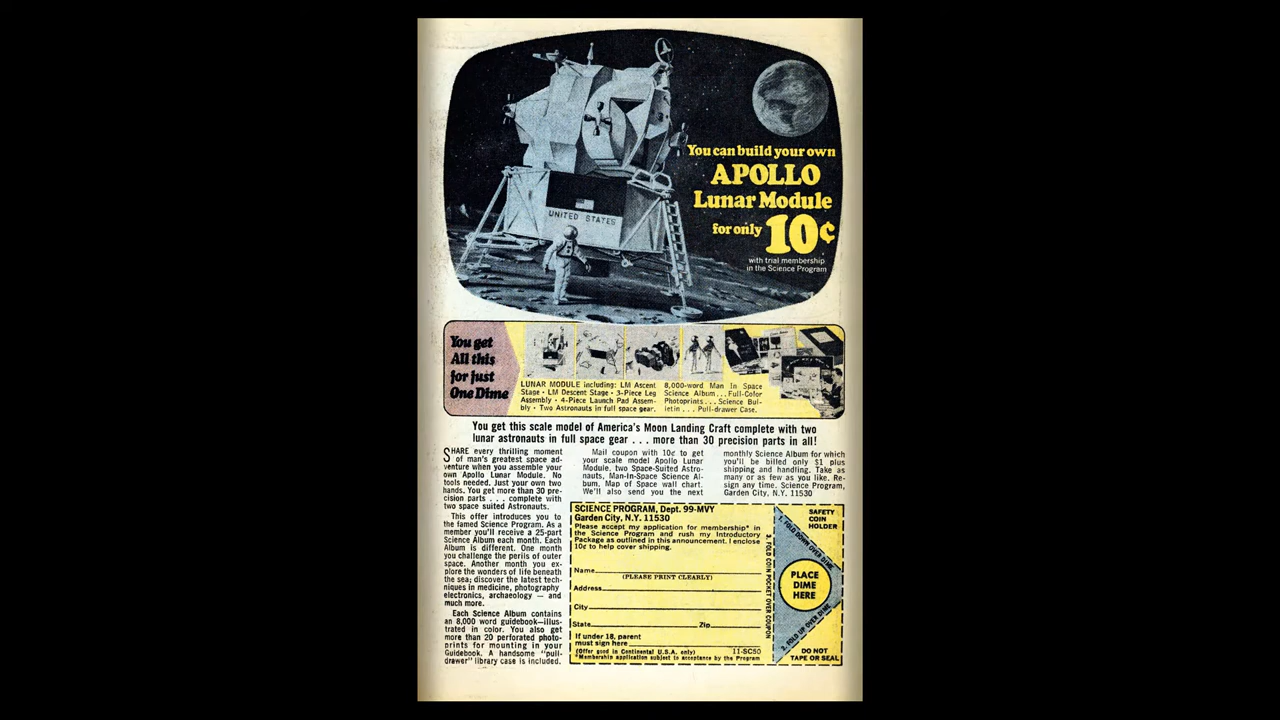 You can build your own
APOLLO
Lunar Module
for only 10¢
with trial membership
in the Science Program
UNITED STATES
You get
All this
for just
One Dime
LUNAR MODULE including: LM Ascent
Stage • LM Descent Stage • 3-Piece Leg
Assembly • 4-Piece Launch Pad Assem-
bly • Two Astronauts in full space gear.
8,000-word Man In Space
Science Album . . . Full-Color
Photoprints . . . Science Bul-
letin . . . Pull-drawer Case.
You get this scale model of America's Moon Landing Craft complete with two
lunar astronauts in full space gear . . . more than 30 precision parts in all!
SHARE every thrilling moment
of man's greatest space ad-
venture when you assemble your
own Apollo Lunar Module. No
tools needed. Just your own two
hands. You get more than 30 pre-
cision parts . . . complete with
two space suited Astronauts.
This offer introduces you to
the famed Science Program. As a
member you'll receive a 25-part
Science Album each month. Each
Album is different. One month
you challenge the perils of outer
space. Another month you ex-
plore the wonders of life beneath
the sea; discover the latest tech-
niques in medicine, photography
electronics, archaeology — and
much more.
Each Science Album contains
an 8,000 word guidebook—illus-
trated in color. You also get
more than 20 perforated photo-
prints for mounting in your
Guidebook. A handsome "pull-
drawer" library case is included.
Mail coupon with 10¢ to get
your scale model Apollo Lunar
Module, two Space-Suited Astro-
nauts, Man-In-Space Science Al-
bum, Map of Space wall chart.
We'll also send you the next
monthly Science Album for which
you'll be billed only $1 plus
shipping and handling. Take as
many or as few as you like. Re-
sign any time. Science Program,
Garden City, N.Y. 11530
SCIENCE PROGRAM, Dept. 99-MVY
Garden City, N.Y. 11530
Please accept my application for membership* in
the Science Program and rush my Introductory
Package as outlined in this announcement. I enclose
10¢ to help cover shipping.
Name
(PLEASE PRINT CLEARLY)
Address
City
State Zip
If under 18, parent
must sign here
(Offer good in Continental U.S.A. only) 11-SC50
*Membership application subject to acceptance by the Program
SAFETY
COIN
HOLDER
1. FOLD DOWN OVER DIME
PLACE
DIME
HERE
2. FOLD UP OVER DIME
3. FOLD COIN POCKET OVER COUPON
DO NOT
TAPE OR SEAL